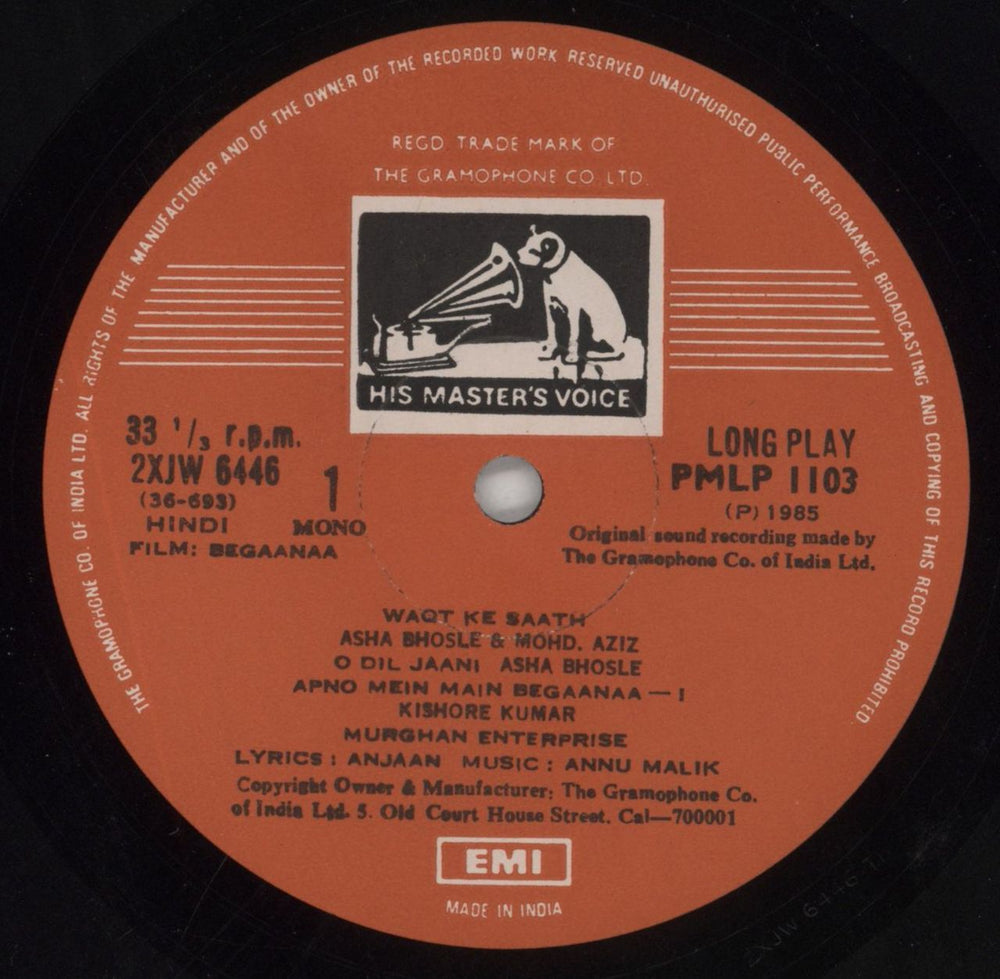 THE GRAMOPHONE CO. OF INDIA LTD. ALL RIGHTS OF THE MANUFACTURER AND OF THE OWNER OF THE RECORDED WORK RESERVED UNAUTHORISED PUBLIC PERFORMANCE BROADCASTING AND COPYING OF THIS RECORD PROHIBITED.
REGD TRADE MARK OF
THE GRAMOPHONE CO LTD.
HIS MASTER'S VOICE
33 1/3 r.p.m.
2XJW 6446
(36-693)
1
HINDI MONO
FILM: BEGAANAA
LONG PLAY
PMLP 1103
(P) 1985
Original sound recording made by
The Gramophone Co. of India Ltd.
WAQT KE SAATH
ASHA BHOSLE & MOHD. AZIZ
O DIL JAANI ASHA BHOSLE
APNO MEIN MAIN BEGAANAA — I
KISHORE KUMAR
MURGHAN ENTERPRISE
LYRICS : ANJAAN MUSIC : ANNU MALIK
Copyright Owner & Manufacturer: The Gramophone Co.
of India Ltd. 5. Old Court House Street. Cal—700001
EMI
MADE IN INDIA